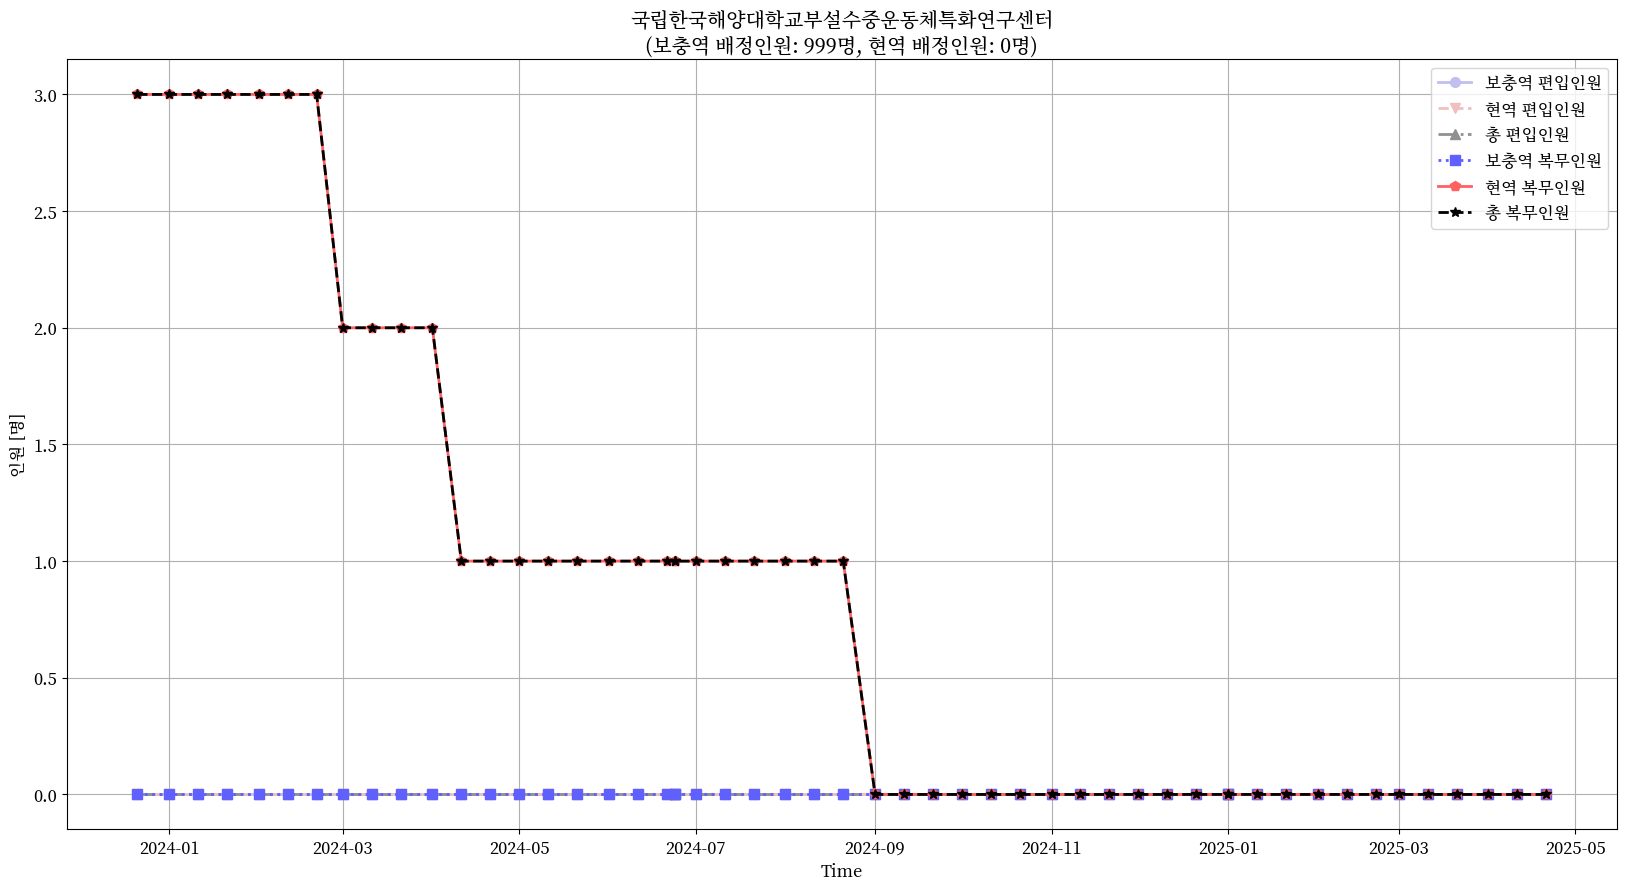 국립한국해양대학교부설수중운동체특화연구센터
(보충역 배정인원: 999명, 현역 배정인원: 0명)
보충역 편입인원
현역 편입인원
총 편입인원
보충역 복무인원
현역 복무인원
총 복무인원
인원 [명]
3.0
2.5
2.0
1.5
1.0
0.5
0.0
2024-01 2024-03 2024-05 2024-07 2024-09 2024-11 2025-01 2025-03 2025-05
Time